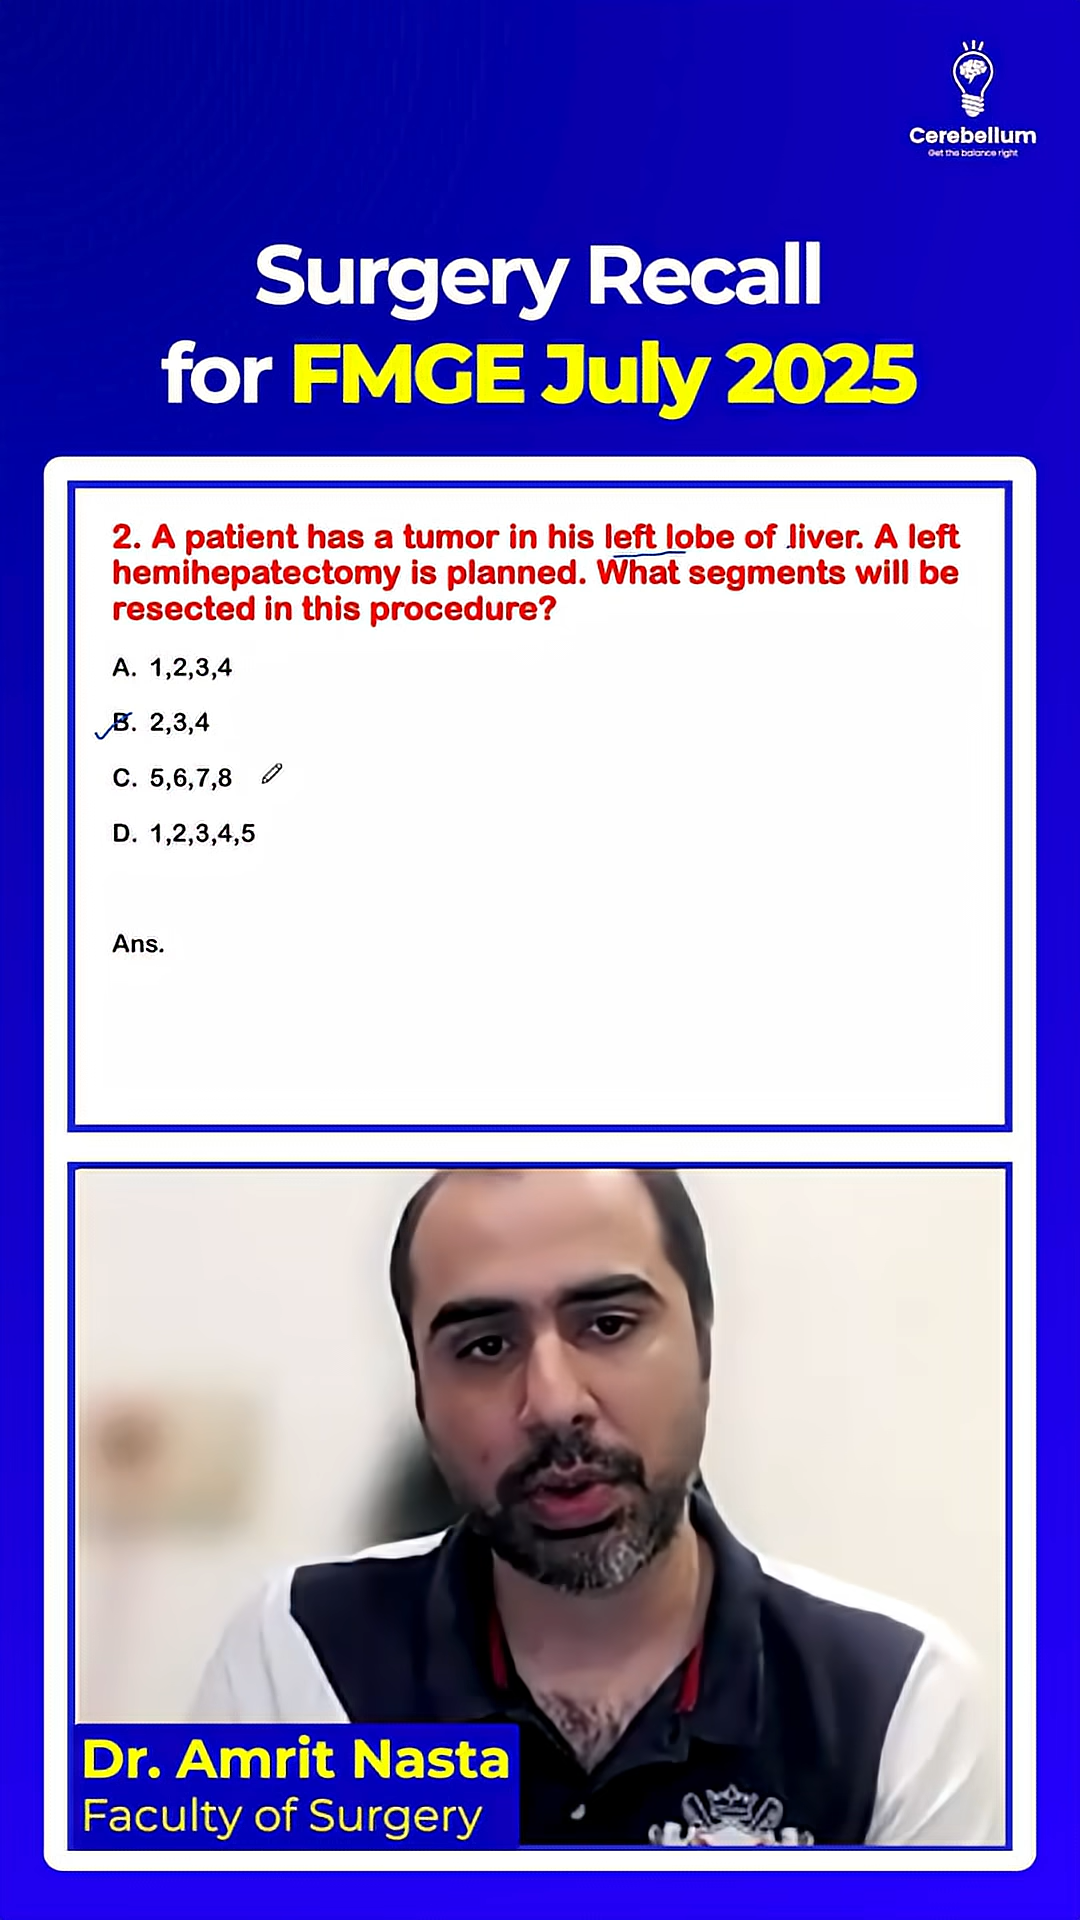 Cerebellum
Get the balance right
Surgery Recall
for FMGE July 2025
2. A patient has a tumor in his left lobe of liver. A left
hemihepatectomy is planned. What segments will be
resected in this procedure?
A. 1,2,3,4
B. 2,3,4
C. 5,6,7,8
D. 1,2,3,4,5
Ans.
Dr. Amrit Nasta
Faculty of Surgery